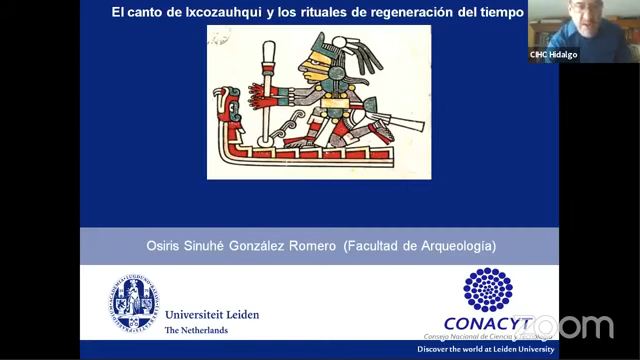 El canto de Ixcozauhqui y los rituales de regeneración del tiempo
CIHC Hidalgo
Osiris Sinuhé González Romero (Facultad de Arqueología)
Universiteit Leiden
The Netherlands
CONACYT
Consejo Nacional de Ciencia y Tecnología
zoom
Discover the world at Leiden University